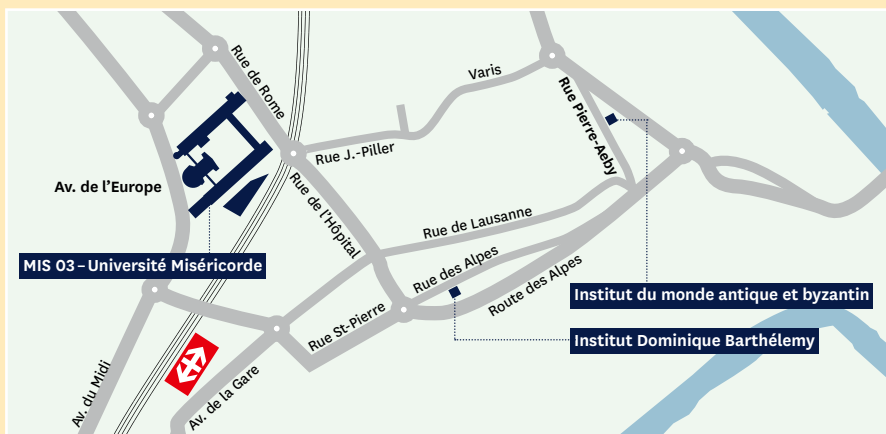 Rue de Rome
Varis
Rue Pierre-Aeby
Rue J.-Piller
Av. de l’Europe
Rue de l’Hôpital
Rue de Lausanne
MIS 03 – Université Miséricorde
Rue des Alpes
Route des Alpes
Institut du monde antique et byzantin
Rue St-Pierre
Institut Dominique Barthélemy
Av. du Midi
Av. de la Gare